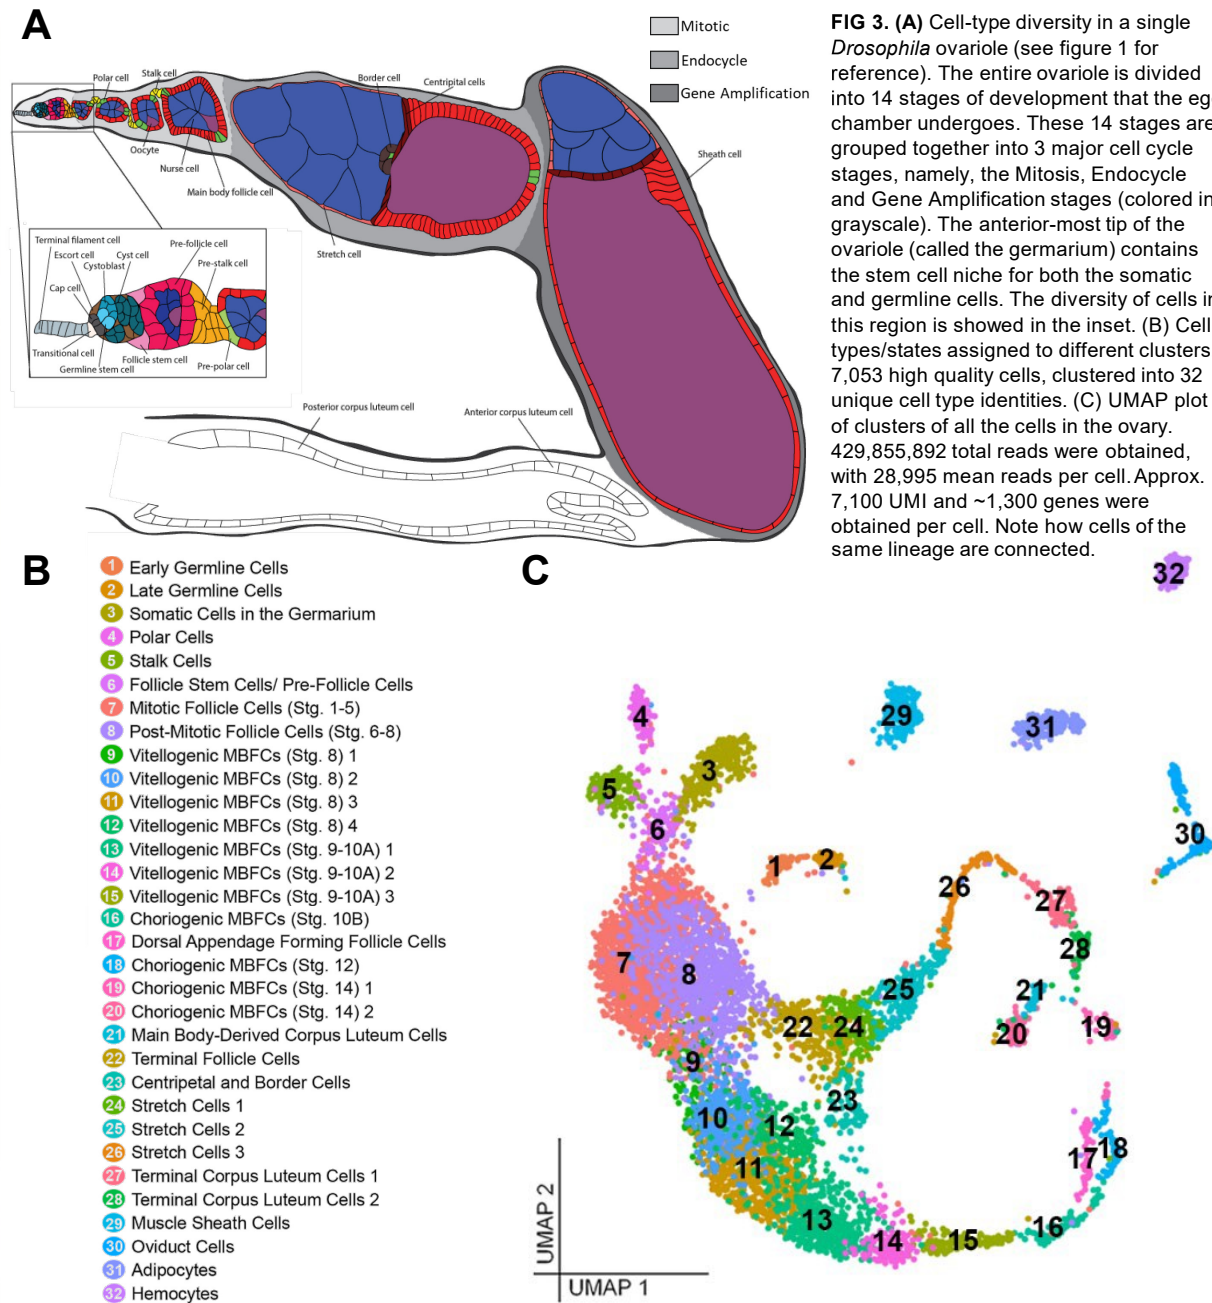 A
Mitotic
Endocycle
Gene Amplification
Polar cell
Stalk cell
Border cell
Centripital cells
Oocyte
Nurse cell
Main body follicle cell
Stretch cell
Sheath cell
Terminal filament cell
Escort cell
Cystoblast
Cyst cell
Pre-follicle cell
Pre-stalk cell
Cap cell
Transitional cell
Germline stem cell
Follicle stem cell
Pre-polar cell
Posterior corpus luteum cell
Anterior corpus luteum cell
FIG 3. (A) Cell-type diversity in a single
Drosophila ovariole (see figure 1 for
reference). The entire ovariole is divided
into 14 stages of development that the eg
chamber undergoes. These 14 stages are
grouped together into 3 major cell cycle
stages, namely, the Mitosis, Endocycle
and Gene Amplification stages (colored in
grayscale). The anterior-most tip of the
ovariole (called the germarium) contains
the stem cell niche for both the somatic
and germline cells. The diversity of cells in
this region is showed in the inset. (B) Cell
types/states assigned to different clusters
7,053 high quality cells, clustered into 32
unique cell type identities. (C) UMAP plot
of clusters of all the cells in the ovary.
429,855,892 total reads were obtained,
with 28,995 mean reads per cell. Approx.
7,100 UMI and ~1,300 genes were
obtained per cell. Note how cells of the
same lineage are connected.
B
1 Early Germline Cells
2 Late Germline Cells
3 Somatic Cells in the Germarium
4 Polar Cells
5 Stalk Cells
6 Follicle Stem Cells/ Pre-Follicle Cells
7 Mitotic Follicle Cells (Stg. 1-5)
8 Post-Mitotic Follicle Cells (Stg. 6-8)
9 Vitellogenic MBFCs (Stg. 8) 1
10 Vitellogenic MBFCs (Stg. 8) 2
11 Vitellogenic MBFCs (Stg. 8) 3
12 Vitellogenic MBFCs (Stg. 8) 4
13 Vitellogenic MBFCs (Stg. 9-10A) 1
14 Vitellogenic MBFCs (Stg. 9-10A) 2
15 Vitellogenic MBFCs (Stg. 9-10A) 3
16 Choriogenic MBFCs (Stg. 10B)
17 Dorsal Appendage Forming Follicle Cells
18 Choriogenic MBFCs (Stg. 12)
19 Choriogenic MBFCs (Stg. 14) 1
20 Choriogenic MBFCs (Stg. 14) 2
21 Main Body-Derived Corpus Luteum Cells
22 Terminal Follicle Cells
23 Centripetal and Border Cells
24 Stretch Cells 1
25 Stretch Cells 2
26 Stretch Cells 3
27 Terminal Corpus Luteum Cells 1
28 Terminal Corpus Luteum Cells 2
29 Muscle Sheath Cells
30 Oviduct Cells
31 Adipocytes
32 Hemocytes
C
32
4
29
31
3
5
6
30
1
2
26
27
28
7
8
25
21
22
24
20
19
9
23
10
12
11
17
18
13
14
15
16
UMAP 2
UMAP 1